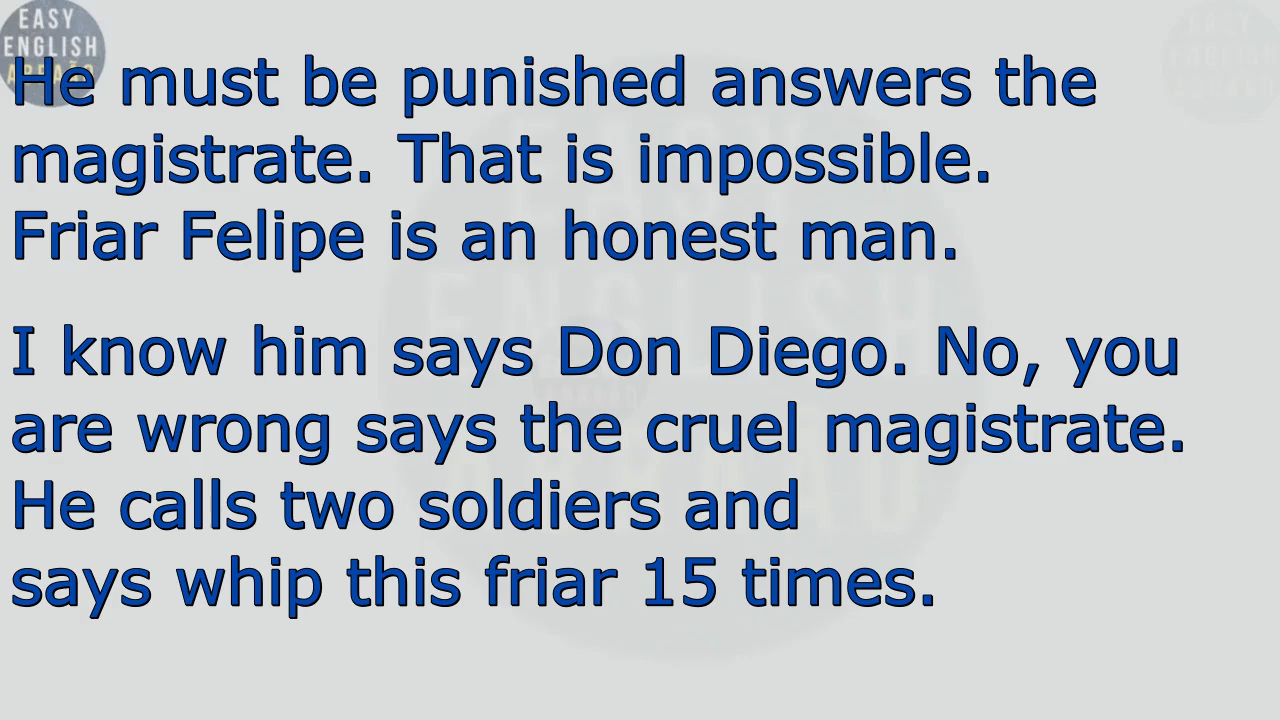 EASY
ENGLISH
ABRAÃO
He must be punished answers the
magistrate. That is impossible.
Friar Felipe is an honest man.
I know him says Don Diego. No, you
are wrong says the cruel magistrate.
He calls two soldiers and
says whip this friar 15 times.